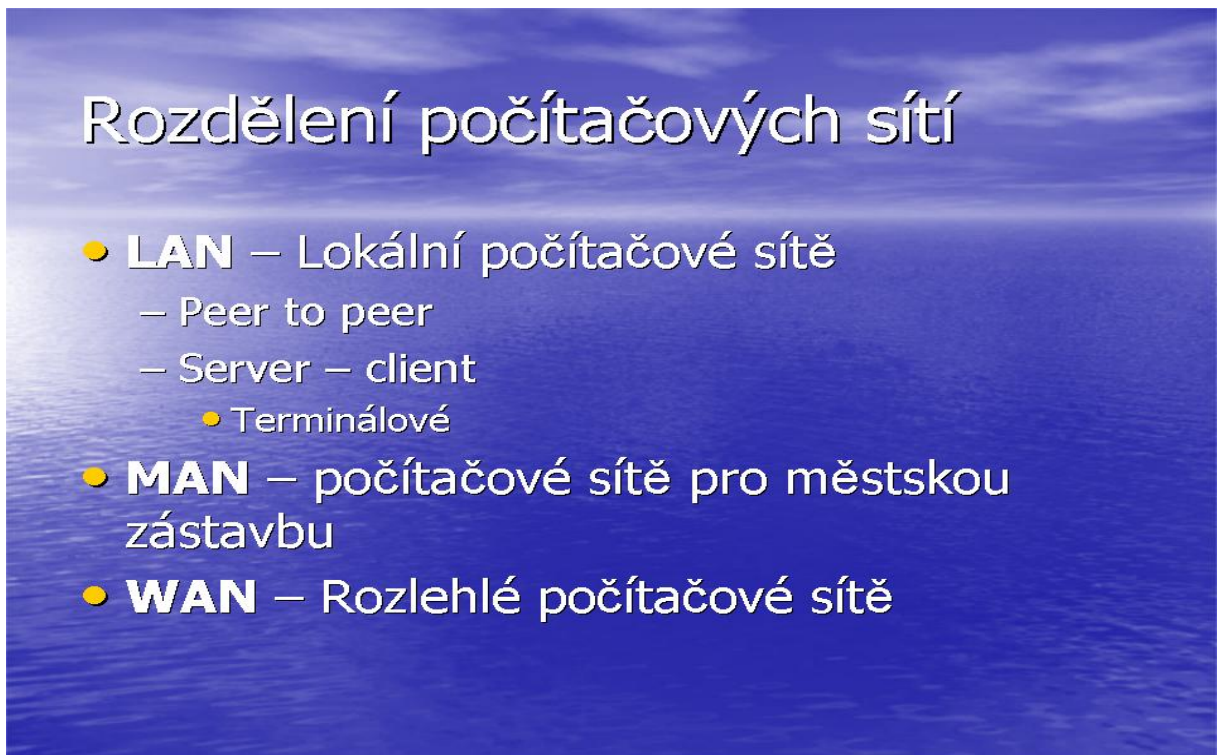 Rozdělení počítačových sítí
• LAN – Lokální počítačové sítě
– Peer to peer
– Server – client
• Terminálové
• MAN – počítačové sítě pro městskou
zástavbu
• WAN – Rozlehlé počítačové sítě